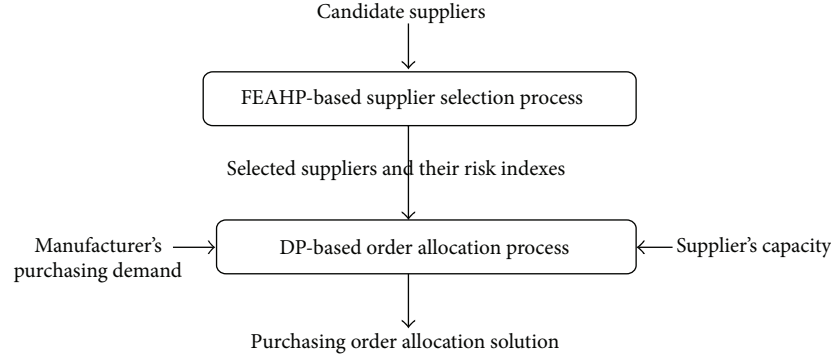 Candidate suppliers
FEAHP-based supplier selection process
Selected suppliers and their risk indexes
Manufacturer's
purchasing demand
DP-based order allocation process
Supplier's capacity
Purchasing order allocation solution